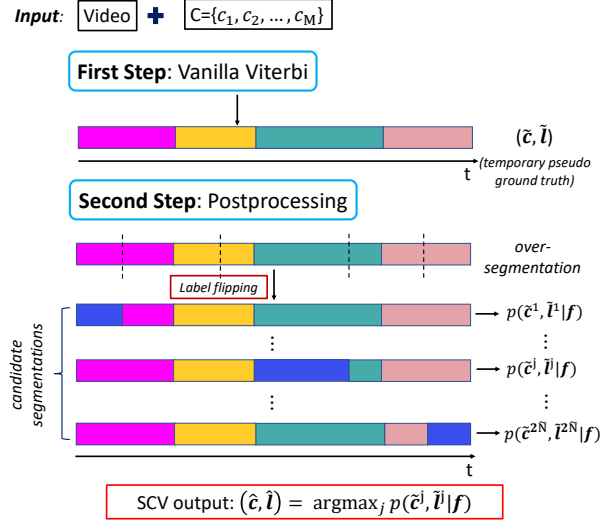 Input: Video + C={c₁, c₂, … , c_M}
First Step: Vanilla Viterbi
(c̃, l̃)
t
(temporary pseudo
ground truth)
Second Step: Postprocessing
over-
segmentation
Label flipping
candidate
segmentations
p(c̃¹, l̃¹|f)
⋮ ⋮
p(c̃ʲ, l̃ʲ|f)
⋮ ⋮
p(c̃^2Ñ, l̃^2Ñ|f)
t
SCV output: (ĉ, l̂) = argmaxⱼ p(c̃ʲ, l̃ʲ|f)